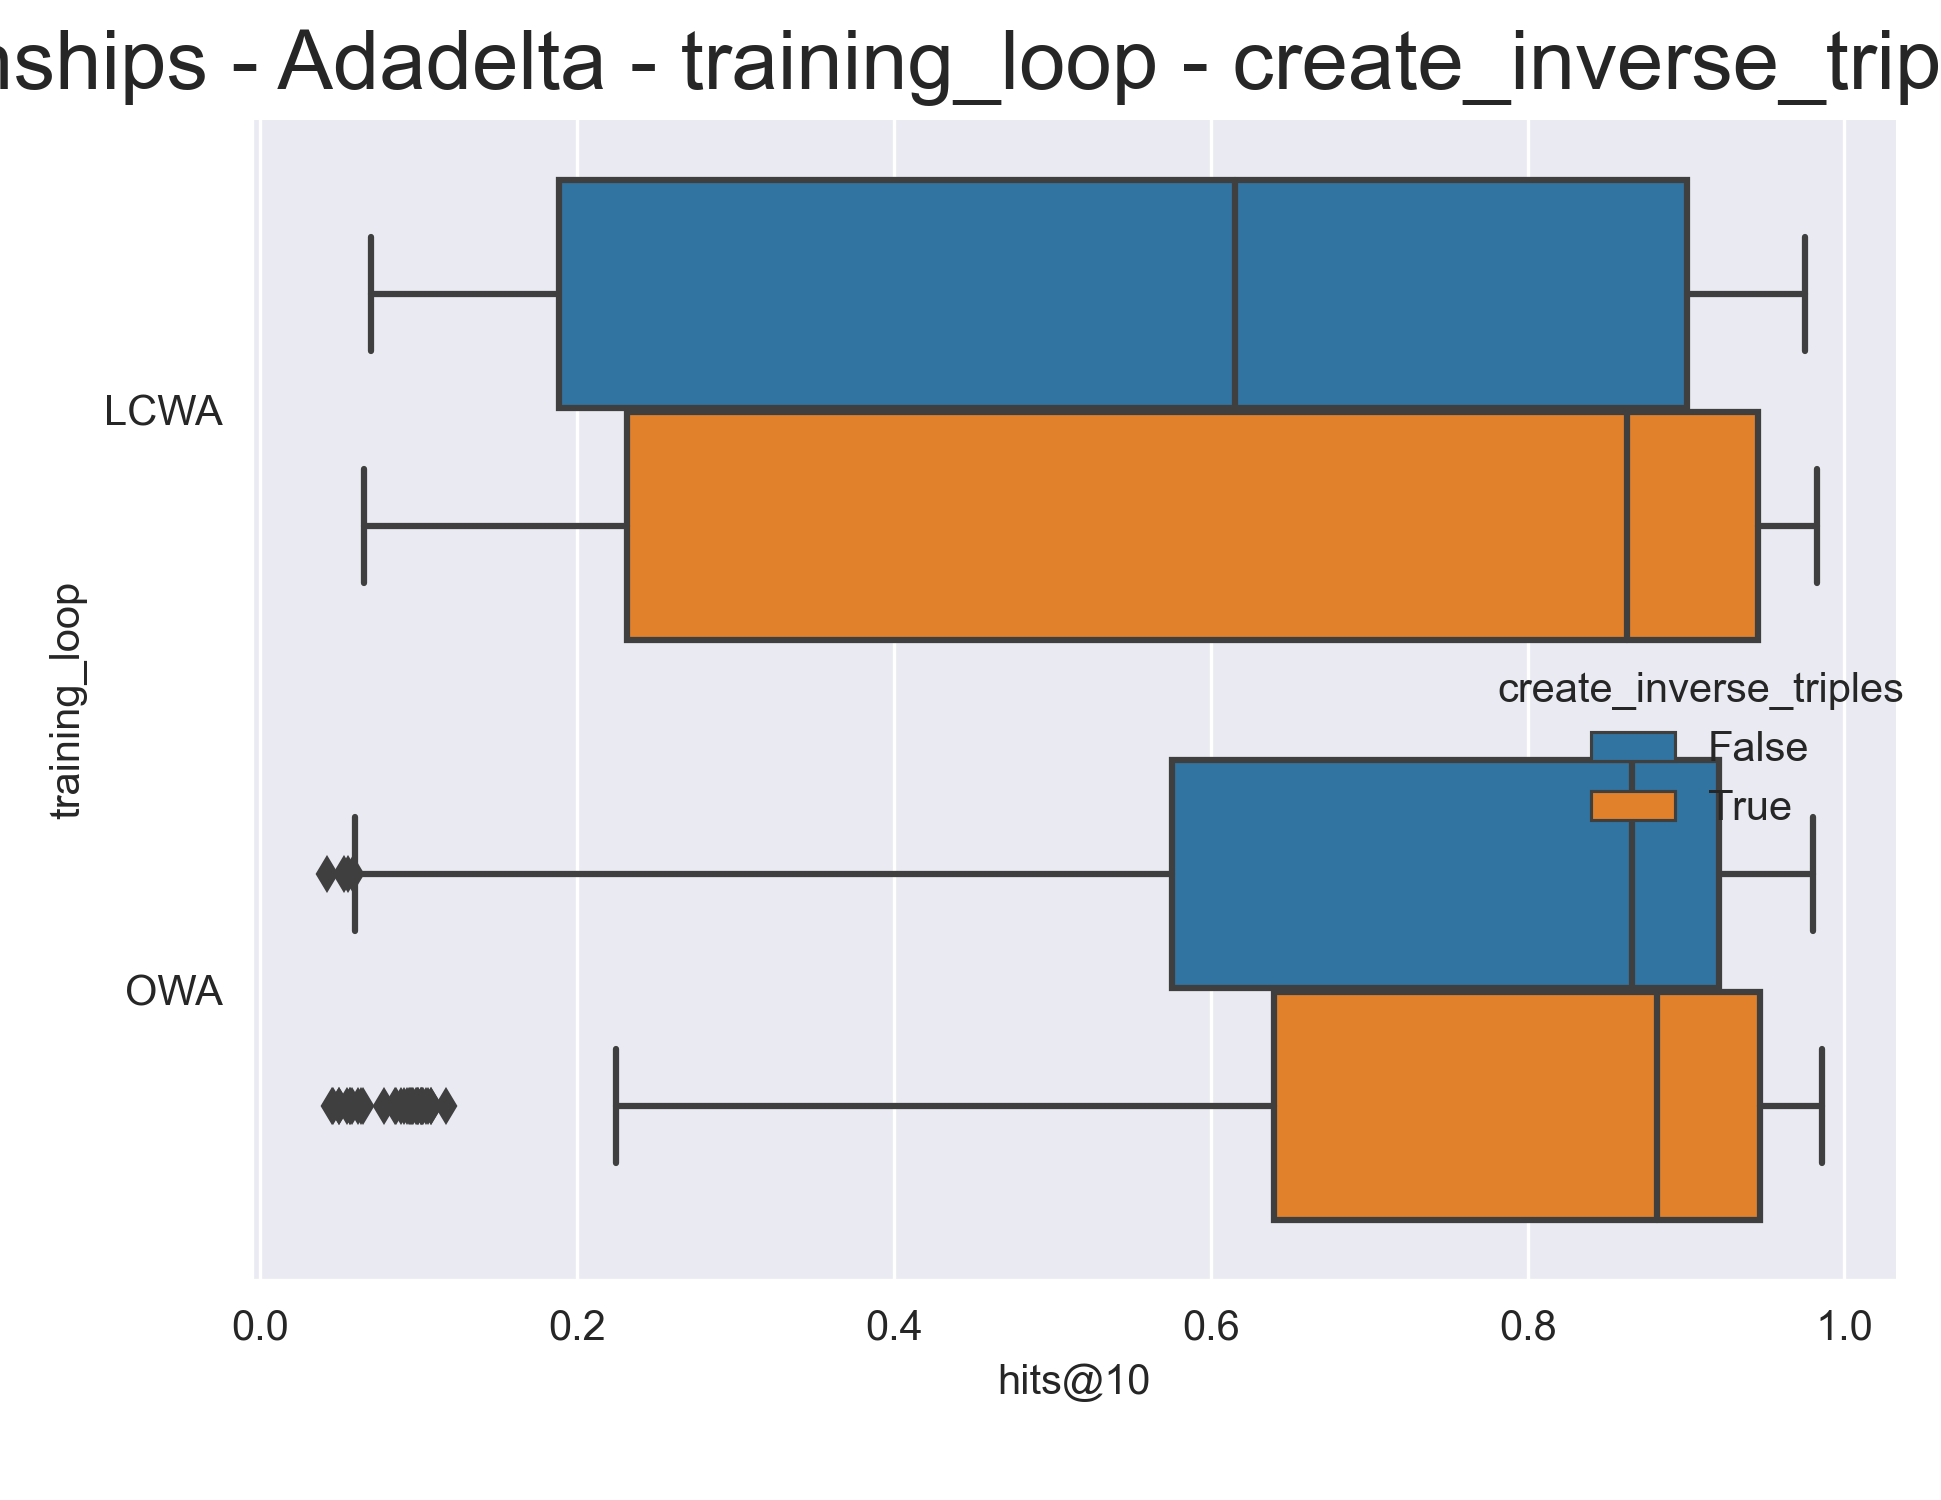 nships - Adadelta - training_loop - create_inverse_trip
LCWA
training_loop
create_inverse_triples
False
True
OWA
0.0 0.2 0.4 0.6 0.8 1.0
hits@10